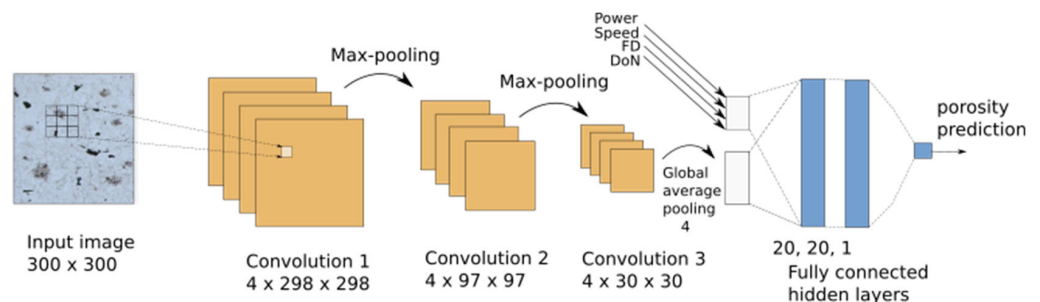 Power
Speed
FD
DoN
Max-pooling
Max-pooling
porosity
prediction
Global
average
pooling
4
Input image
300 x 300
Convolution 1
4 x 298 x 298
Convolution 2
4 x 97 x 97
Convolution 3
4 x 30 x 30
20, 20, 1
Fully connected
hidden layers